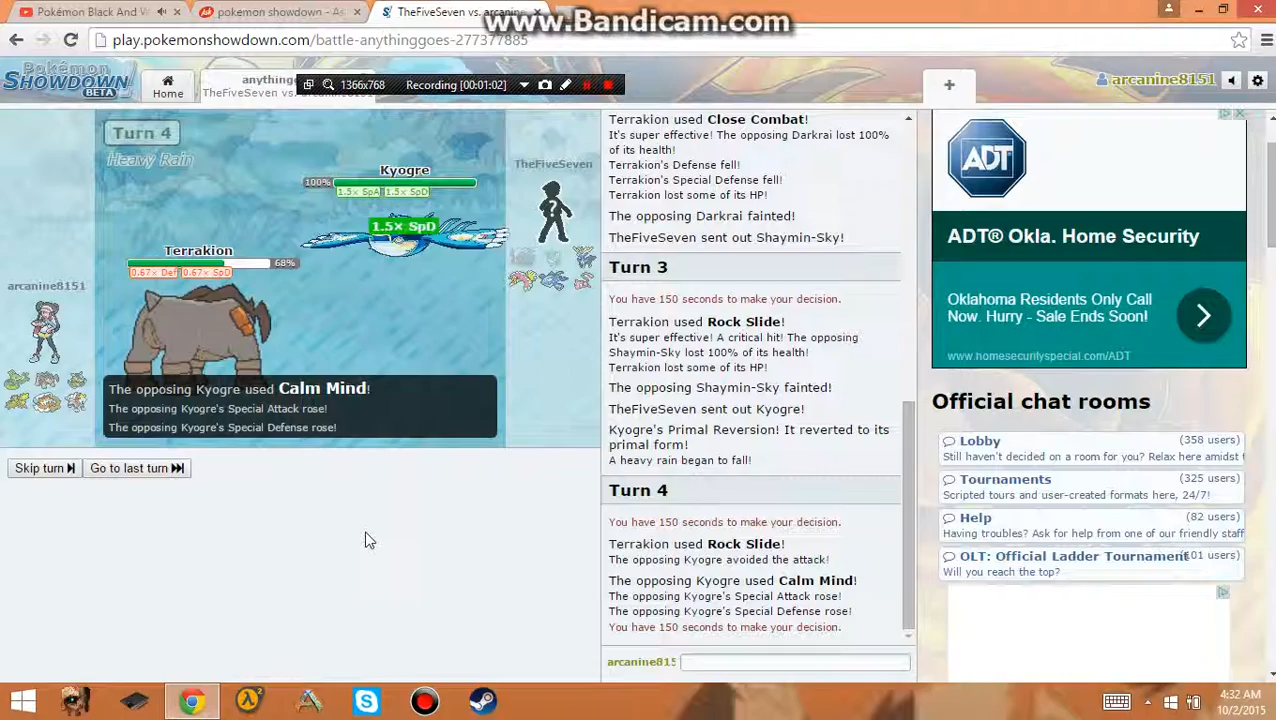 www.Bandicam.com
Pokémon Black And W
pokemon showdown - As
TheFiveSeven vs. arcanine
play.pokemonshowdown.com/battle-anythinggoes-277377885
Pokémon
SHOWDOWN
BETA
Home
anything
TheFiveSeven vs. arcanine8151
1366x768
Recording [00:01:02]
+
arcanine8151
Turn 4
Heavy Rain
Kyogre
100%
1.5× SpA 1.5× SpD
1.5× SpD
TheFiveSeven
Terrakion
68%
0.67× Def 0.67× SpD
arcanine8151
The opposing Kyogre used Calm Mind!
The opposing Kyogre's Special Attack rose!
The opposing Kyogre's Special Defense rose!
Skip turn
Go to last turn
Terrakion used Close Combat!
It's super effective! The opposing Darkrai lost 100%
of its health!
Terrakion's Defense fell!
Terrakion's Special Defense fell!
Terrakion lost some of its HP!
The opposing Darkrai fainted!
TheFiveSeven sent out Shaymin-Sky!
Turn 3
You have 150 seconds to make your decision.
Terrakion used Rock Slide!
It's super effective! A critical hit! The opposing
Shaymin-Sky lost 100% of its health!
Terrakion lost some of its HP!
The opposing Shaymin-Sky fainted!
TheFiveSeven sent out Kyogre!
Kyogre's Primal Reversion! It reverted to its
primal form!
A heavy rain began to fall!
Turn 4
You have 150 seconds to make your decision.
Terrakion used Rock Slide!
The opposing Kyogre avoided the attack!
The opposing Kyogre used Calm Mind!
The opposing Kyogre's Special Attack rose!
The opposing Kyogre's Special Defense rose!
You have 150 seconds to make your decision.
arcanine815
ADT
ADT® Okla. Home Security
Oklahoma Residents Only Call
Now. Hurry - Sale Ends Soon!
www.homesecurityspecial.com/ADT
Official chat rooms
Lobby
(358 users)
Still haven't decided on a room for you? Relax here amidst t
Tournaments
(325 users)
Scripted tours and user-created formats here, 24/7!
Help
(82 users)
Having troubles? Ask for help from one of our friendly staff
OLT: Official Ladder Tournament
(101 users)
Will you reach the top?
4:32 AM
10/2/2015